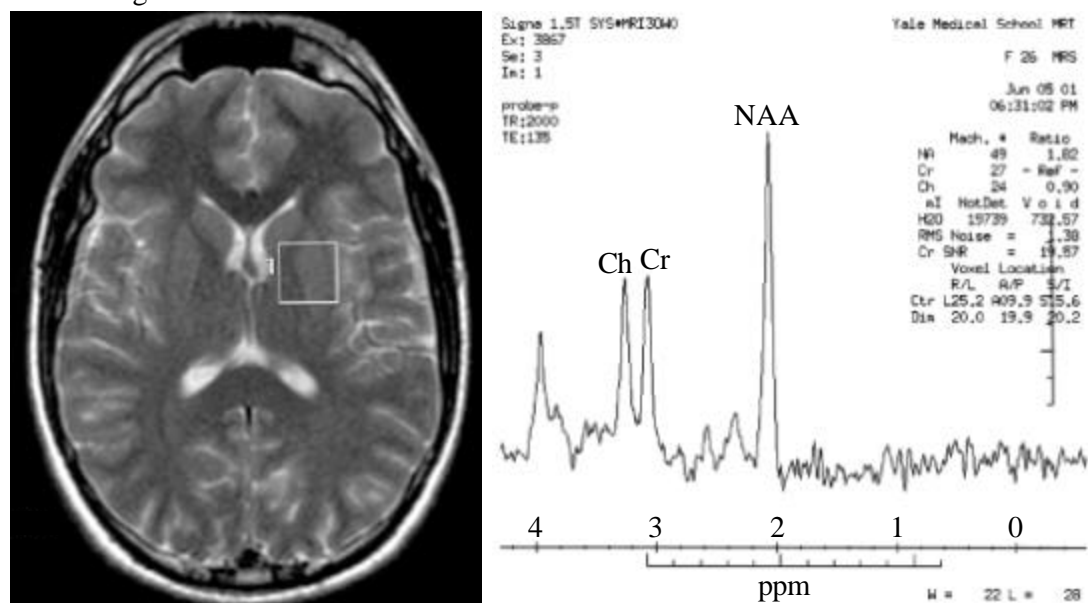 Signa 1.5T SYS#MRI30W0
Ex: 3867
Se: 3
Im: 1
probe-p
TR:2000
TE:135
Yale Medical School MRT
F 26 MRS
Jun 05 01
06:31:02 PM
Mach. # Ratio
NA 49 1.82
Cr 27 - Ref -
Ch 24 0.90
mI NotDet Void
H2O 19739 732.57
RMS Noise = 1.38
Cr SNR = 19.57
Voxel Location
R/L A/P S/I
Ctr L25.2 A09.9 S15.6
Dim 20.0 19.9 20.2
NAA
Ch Cr
4 3 2 1 0
ppm
W = 22 L = 28